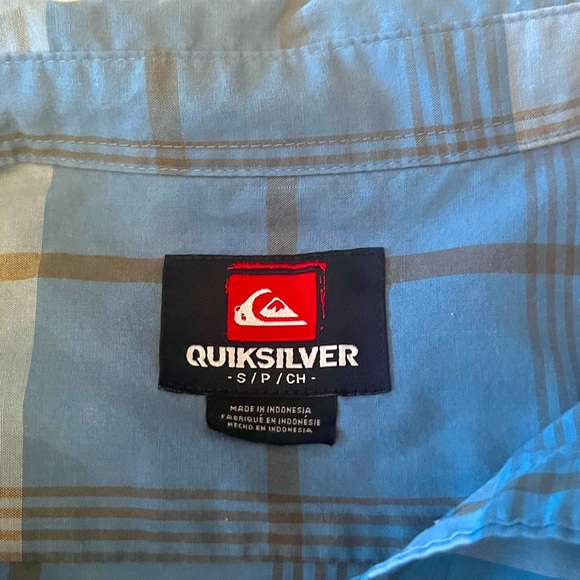 QUIKSILVER
- S / P / CH -
MADE IN INDONESIA
FABRIQUÉ EN INDONÉSIE
HECHO EN INDONESIA